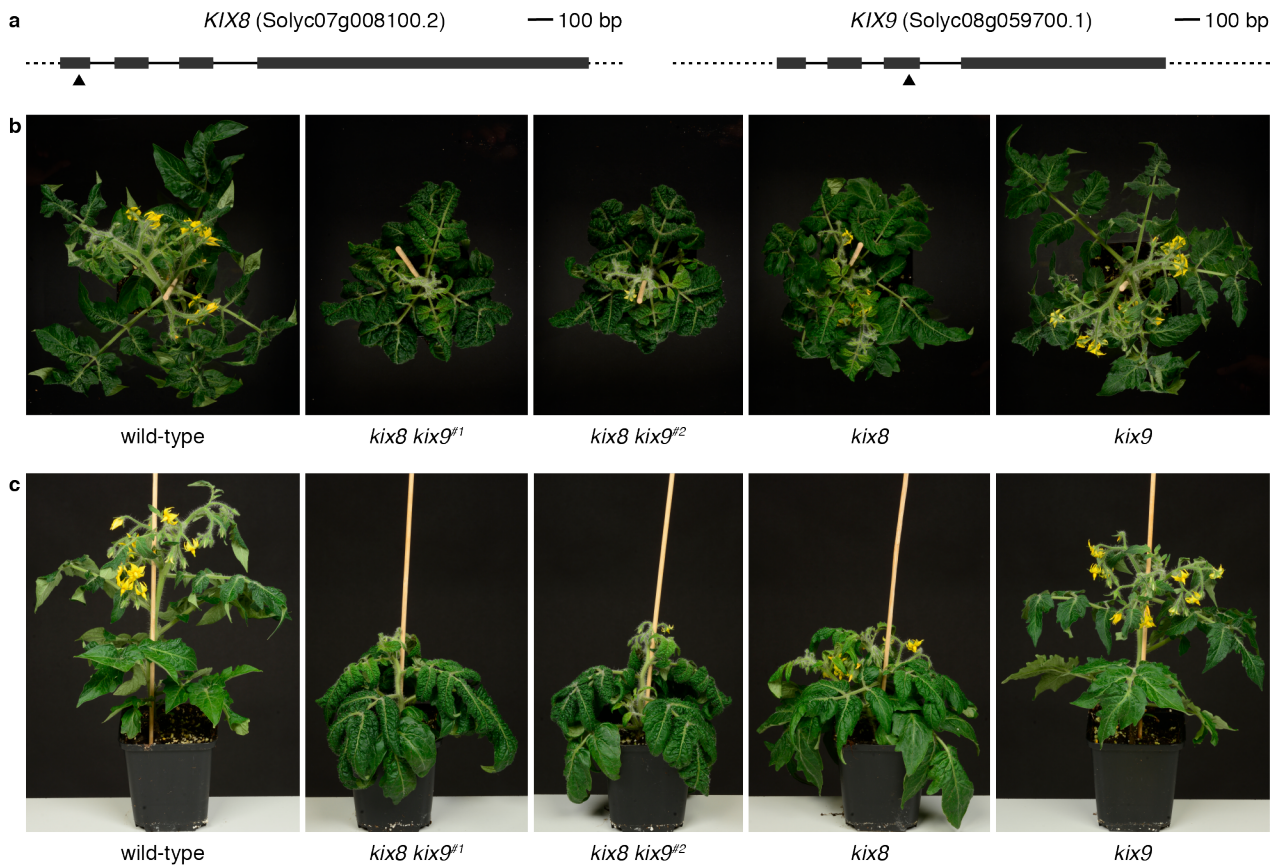 a KIX8 (Solyc07g008100.2) 100 bp KIX9 (Solyc08g059700.1) 100 bp
b
wild-type kix8 kix9#1 kix8 kix9#2 kix8 kix9
c
wild-type kix8 kix9#1 kix8 kix9#2 kix8 kix9